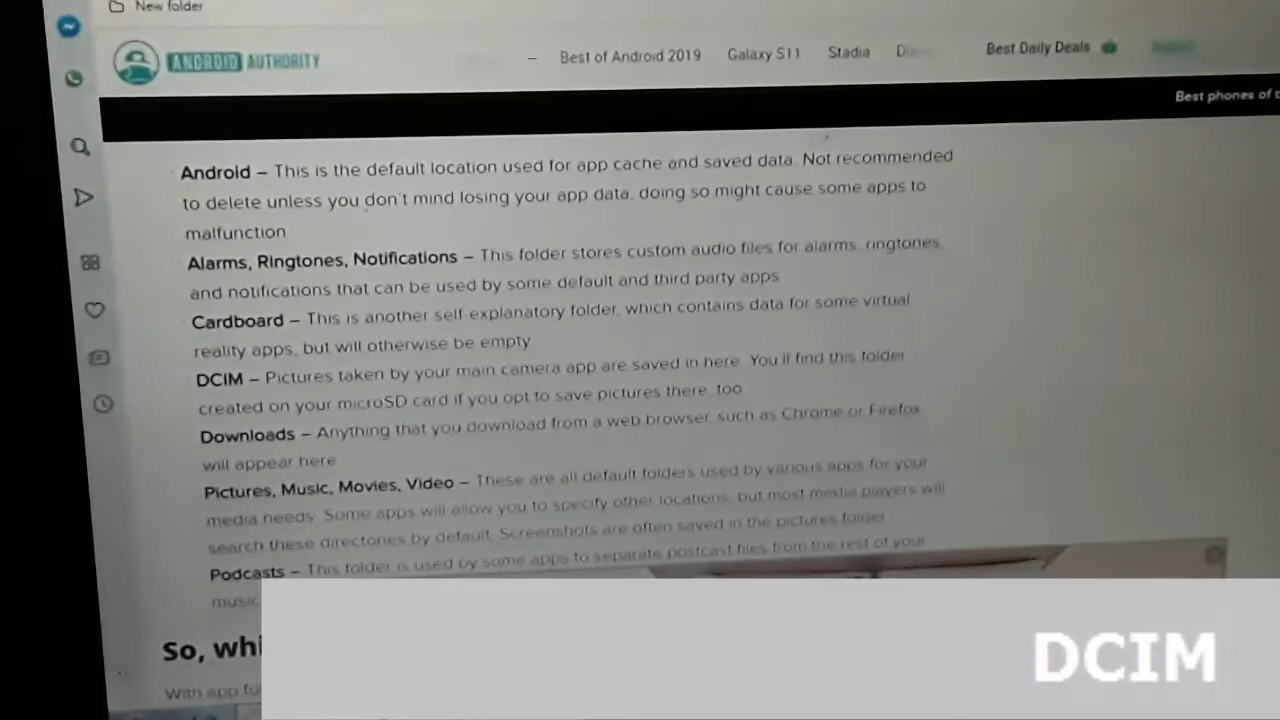 New folder
ANDROID AUTHORITY
– Best of Android 2019 Galaxy S11 Stadia Best Daily Deals
Best phones of
Android – This is the default location used for app cache and saved data. Not recommended
to delete unless you don't mind losing your app data, doing so might cause some apps to
malfunction
Alarms, Ringtones, Notifications – This folder stores custom audio files for alarms, ringtones,
and notifications that can be used by some default and third party apps
Cardboard – This is another self-explanatory folder, which contains data for some virtual
reality apps, but will otherwise be empty
DCIM – Pictures taken by your main camera app are saved in here. You'll find this folder
created on your microSD card if you opt to save pictures there, too
Downloads – Anything that you download from a web browser, such as Chrome or Firefox,
will appear here
Pictures, Music, Movies, Video – These are all default folders used by various apps for your
media needs. Some apps will allow you to specify other locations, but most media players will
search these directories by default. Screenshots are often saved in the pictures folder
Podcasts – This folder is used by some apps to separate postcast files from the rest of your
music
So, whi
With app fo
DCIM